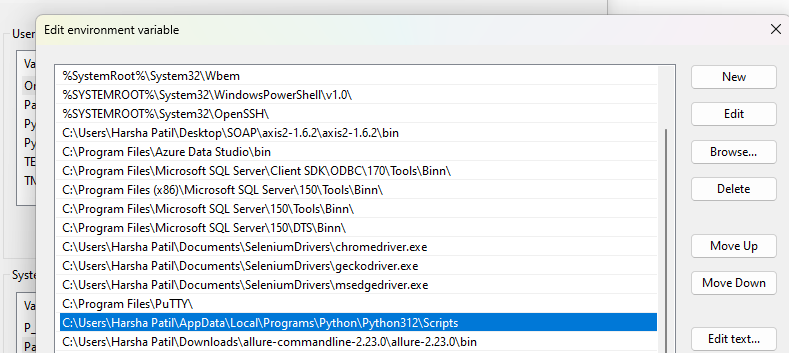 Edit environment variable
User
Va
Or
Pa
Py
Py
TE
TN
%SystemRoot%\System32\Wbem
%SYSTEMROOT%\System32\WindowsPowerShell\v1.0\
%SYSTEMROOT%\System32\OpenSSH\
C:\Users\Harsha Patil\Desktop\SOAP\axis2-1.6.2\axis2-1.6.2\bin
C:\Program Files\Azure Data Studio\bin
C:\Program Files\Microsoft SQL Server\Client SDK\ODBC\170\Tools\Binn\
C:\Program Files (x86)\Microsoft SQL Server\150\Tools\Binn\
C:\Program Files\Microsoft SQL Server\150\Tools\Binn\
C:\Program Files\Microsoft SQL Server\150\DTS\Binn\
C:\Users\Harsha Patil\Documents\SeleniumDrivers\chromedriver.exe
C:\Users\Harsha Patil\Documents\SeleniumDrivers\geckodriver.exe
C:\Users\Harsha Patil\Documents\SeleniumDrivers\msedgedriver.exe
C:\Program Files\PuTTY\
C:\Users\Harsha Patil\AppData\Local\Programs\Python\Python312\Scripts
C:\Users\Harsha Patil\Downloads\allure-commandline-2.23.0\allure-2.23.0\bin
New
Edit
Browse...
Delete
Move Up
Move Down
Edit text...
Syste
Va
P_
Pa